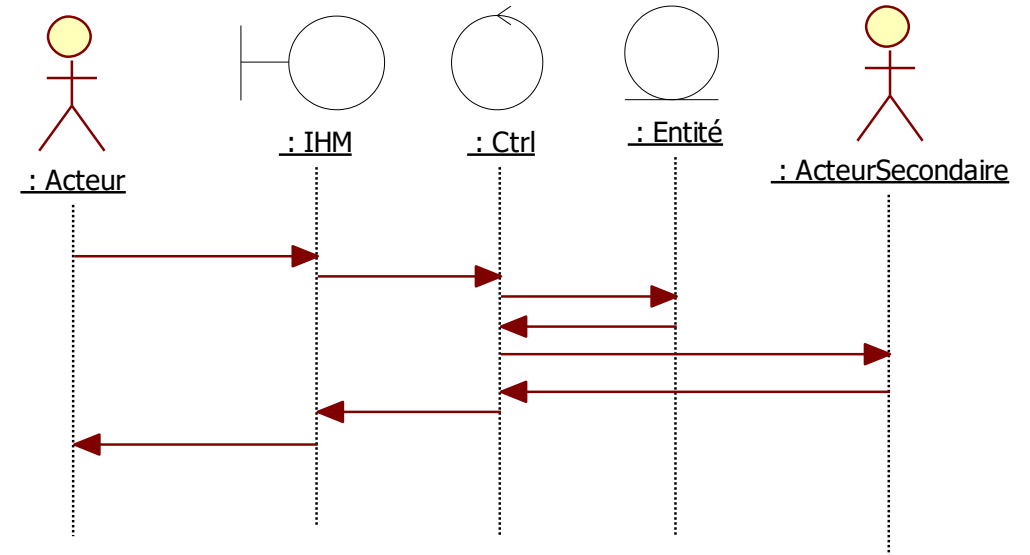 : Acteur
: IHM
: Ctrl
: Entité
: ActeurSecondaire